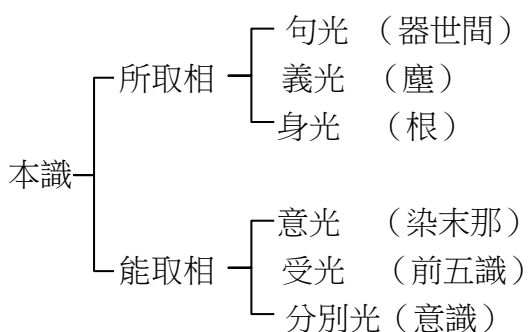 句光 （器世間）
所取相 義光 （塵）
身光 （根）
本識
意光 （染末那）
能取相 受光 （前五識）
分別光（意識）